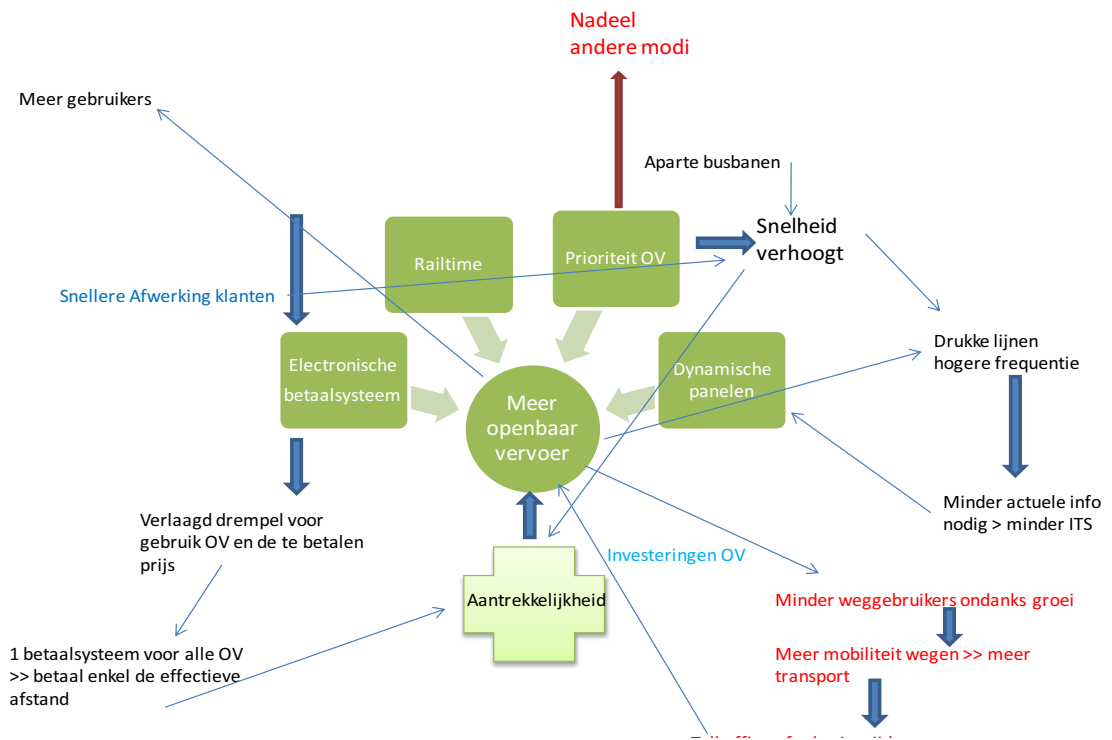 Nadeel
andere modi
Meer gebruikers
Aparte busbanen
Snelheid
verhoogt
Prioriteit OV
Railtime
Snellere Afwerking klanten
Drukke lijnen
hogere frequentie
Electronische
betaalsysteem
Dynamische
panelen
Meer
openbaar
vervoer
Minder actuele info
nodig > minder ITS
Verlaagd drempel voor
gebruik OV en de te betalen
prijs
Investeringen OV
Aantrekkelijkheid
Minder weggebruikers ondanks groei
1 betaalsysteem voor alle OV
>> betaal enkel de effectieve
afstand
Meer mobiliteit wegen >> meer
transport